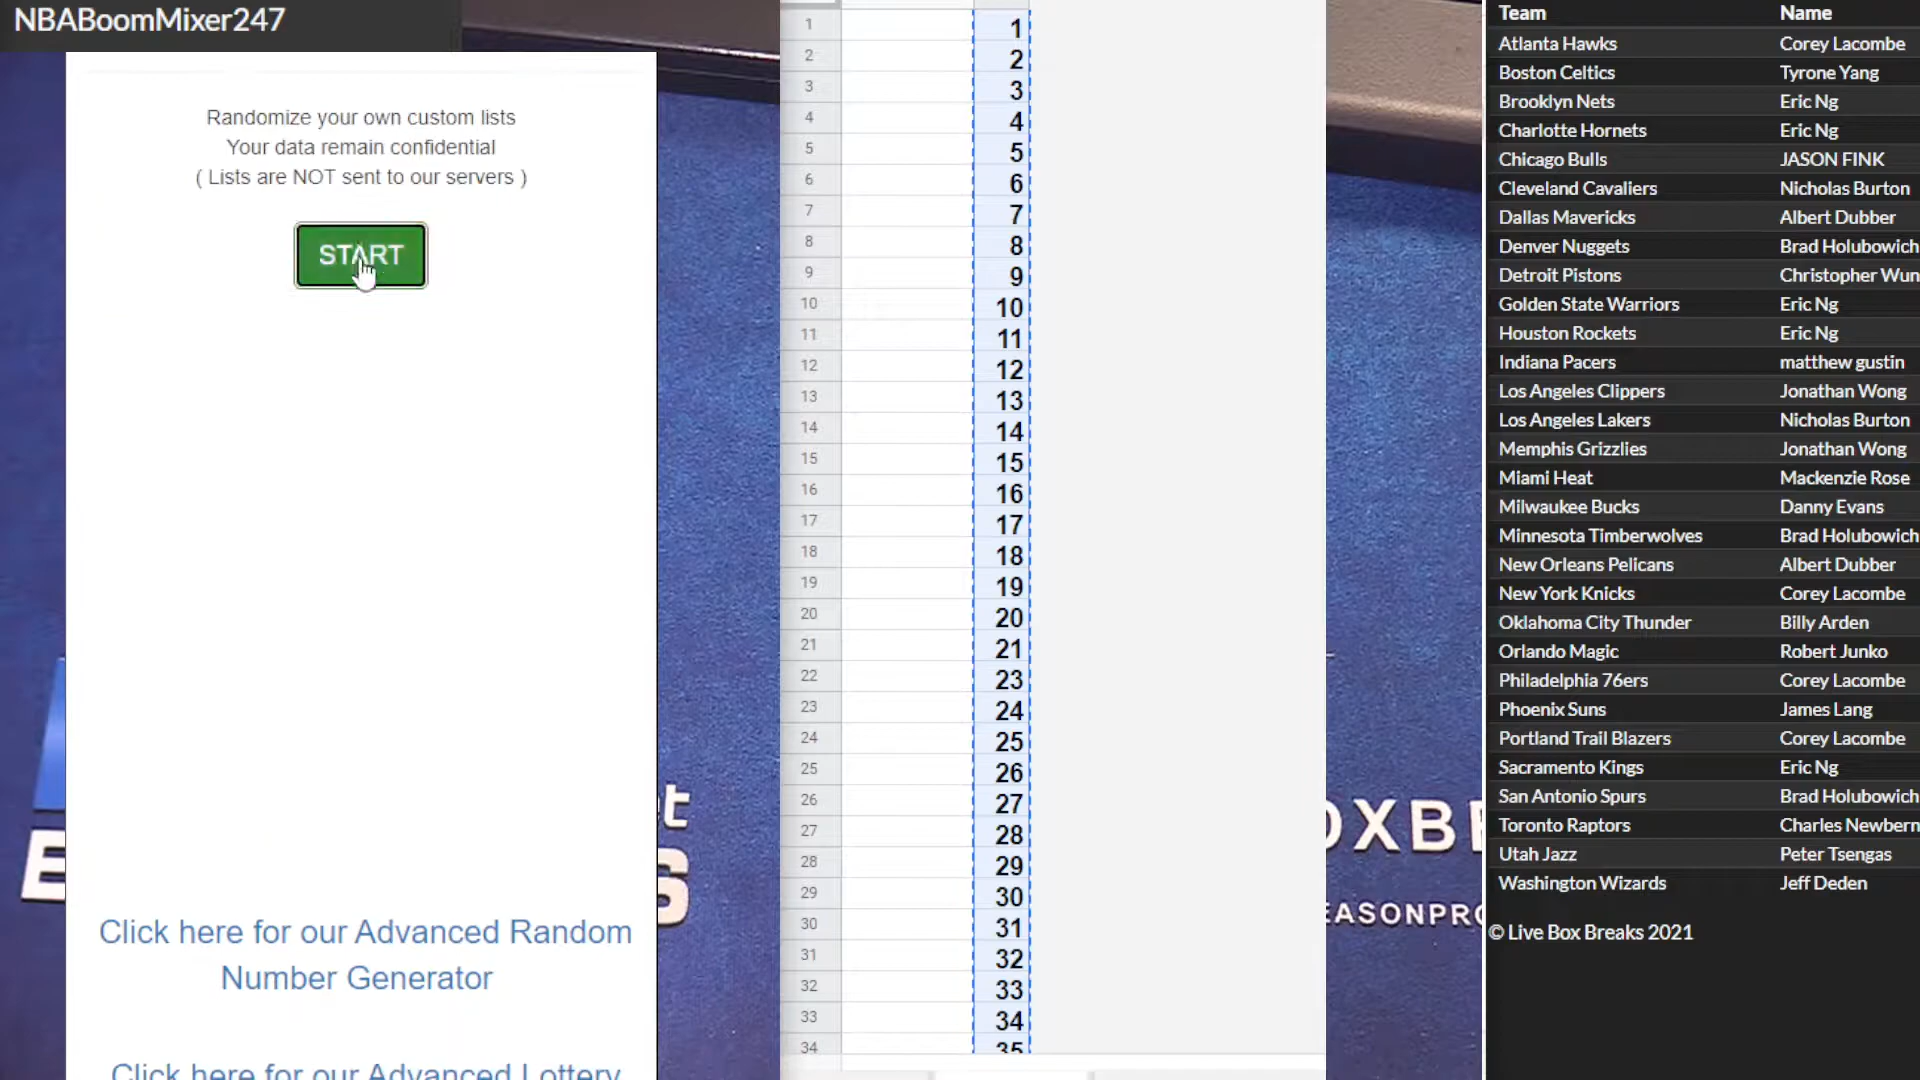 NBABoomMixer247
Randomize your own custom lists
Your data remain confidential
( Lists are NOT sent to our servers )
START
Click here for our Advanced Random
Number Generator
Click here for our Advanced Lottery
1 1
2 2
3 3
4 4
5 5
6 6
7 7
8 8
9 9
10 10
11 11
12 12
13 13
14 14
15 15
16 16
17 17
18 18
19 19
20 20
21 21
22 23
23 24
24 25
25 26
26 27
27 28
28 29
29 30
30 31
31 32
32 33
33 34
34 35
Team Name
Atlanta Hawks Corey Lacombe
Boston Celtics Tyrone Yang
Brooklyn Nets Eric Ng
Charlotte Hornets Eric Ng
Chicago Bulls JASON FINK
Cleveland Cavaliers Nicholas Burton
Dallas Mavericks Albert Dubber
Denver Nuggets Brad Holubowich
Detroit Pistons Christopher Wun
Golden State Warriors Eric Ng
Houston Rockets Eric Ng
Indiana Pacers matthew gustin
Los Angeles Clippers Jonathan Wong
Los Angeles Lakers Nicholas Burton
Memphis Grizzlies Jonathan Wong
Miami Heat Mackenzie Rose
Milwaukee Bucks Danny Evans
Minnesota Timberwolves Brad Holubowich
New Orleans Pelicans Albert Dubber
New York Knicks Corey Lacombe
Oklahoma City Thunder Billy Arden
Orlando Magic Robert Junko
Philadelphia 76ers Corey Lacombe
Phoenix Suns James Lang
Portland Trail Blazers Corey Lacombe
Sacramento Kings Eric Ng
San Antonio Spurs Brad Holubowich
Toronto Raptors Charles Newbern
Utah Jazz Peter Tsengas
Washington Wizards Jeff Deden
© Live Box Breaks 2021